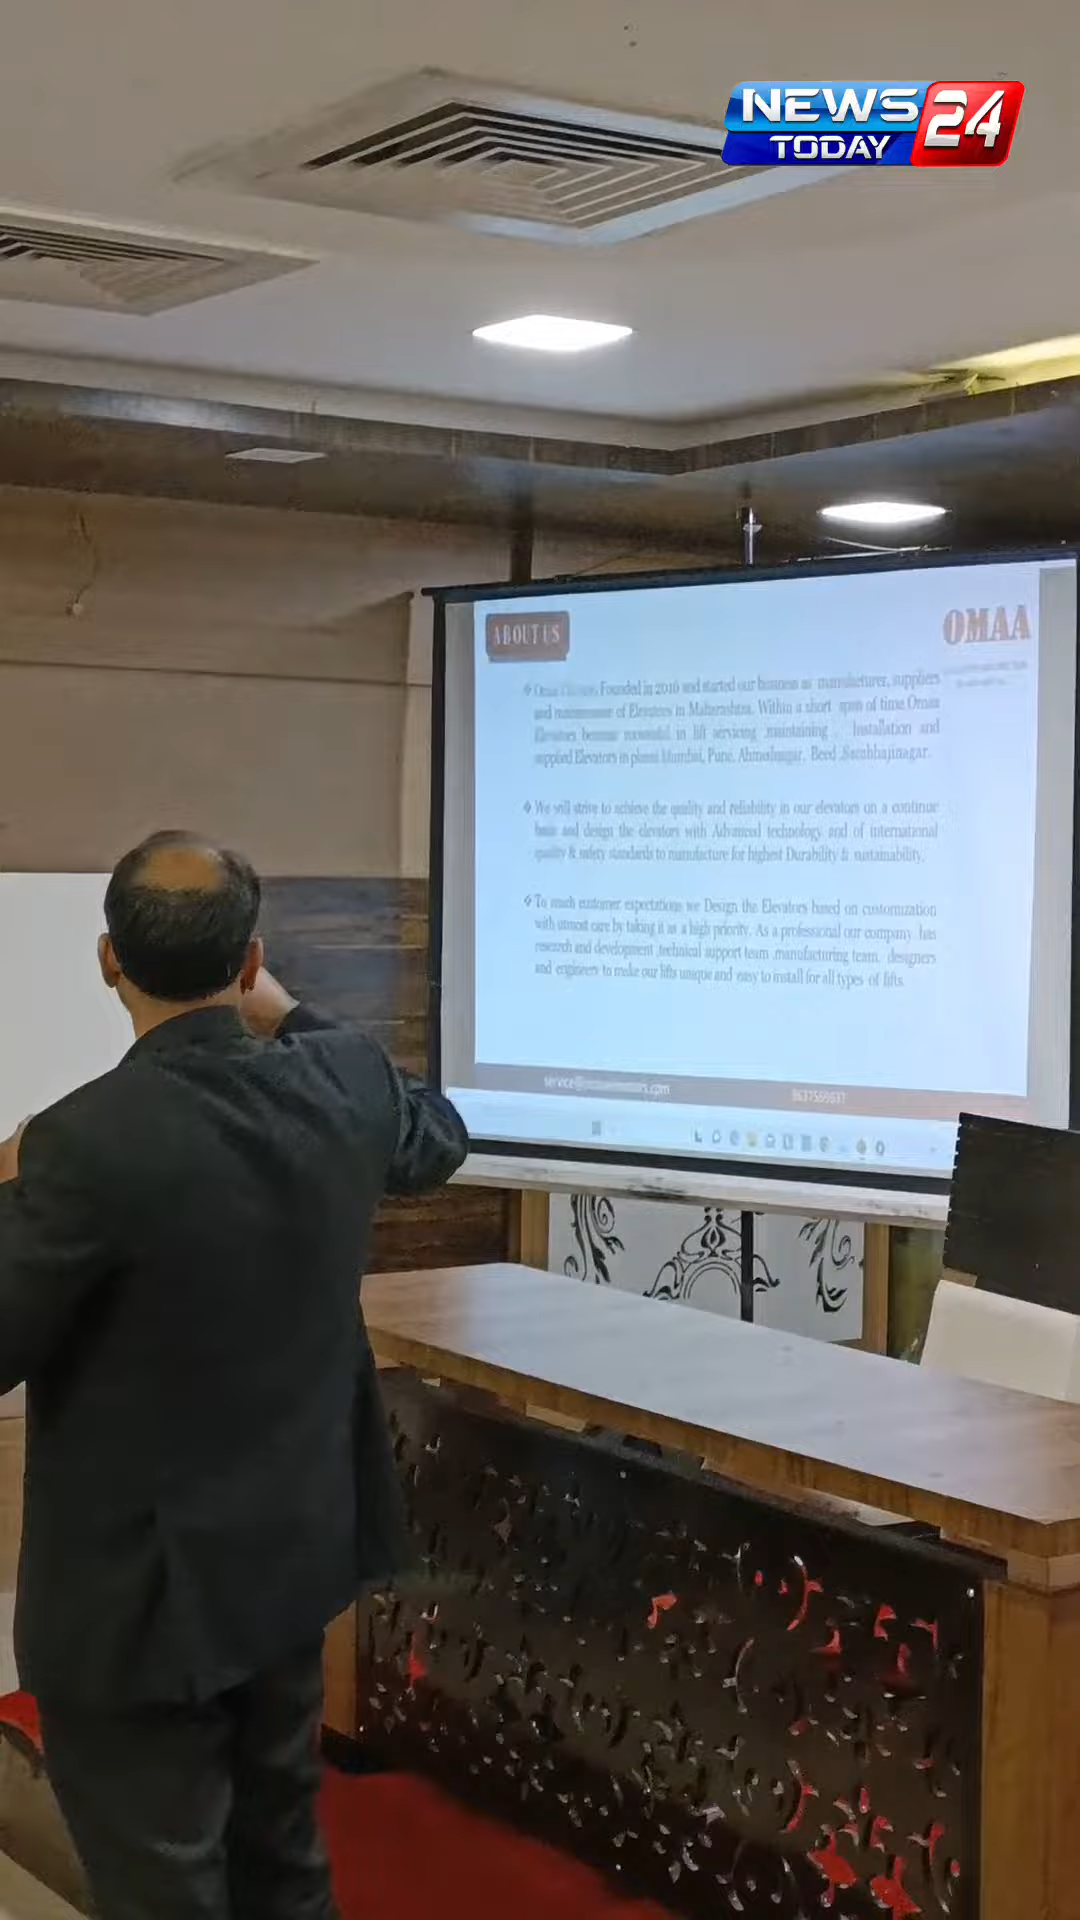 NEWS 24
TODAY
ABOUT US
OMAA
Omaa Founded in 2016 and started our business as manufacturer, suppliers
and maintenance of Elevators in Maharashtra. Within a short span of time Omaa
Elevators become successful in lift servicing maintaining , Installation and
supplied Elevators in places Mumbai, Pune, Ahmednagar, Beed ,Sambhajinagar.
We will strive to achieve the quality and reliability in our elevators on a continue
basic and design the elevators with Advanced technology and of international
quality & safety standards to manufacture for highest Durability & sustainability.
To reach customer expectations we Design the Elevators based on customization
with utmost care by taking it as a high priority. As a professional our company has
research and development ,technical support team ,manufacturing team, designers
and engineers to make our lifts unique and easy to install for all types of lifts.